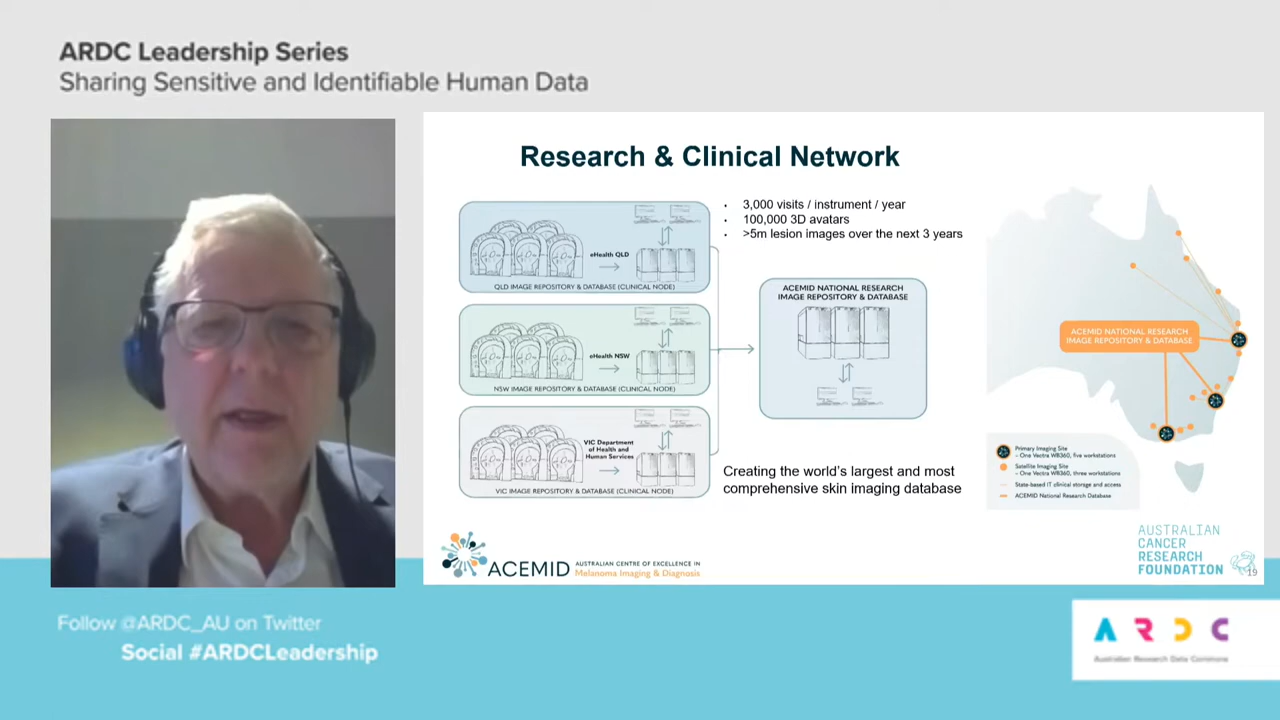 ARDC Leadership Series
Sharing Sensitive and Identifiable Human Data
Research & Clinical Network
• 3,000 visits / instrument / year
• 100,000 3D avatars
• >5m lesion images over the next 3 years
eHealth QLD
QLD IMAGE REPOSITORY & DATABASE (CLINICAL NODE)
eHealth NSW
NSW IMAGE REPOSITORY & DATABASE (CLINICAL NODE)
VIC Department
of Health and
Human Services
VIC IMAGE REPOSITORY & DATABASE (CLINICAL NODE)
ACEMID NATIONAL RESEARCH
IMAGE REPOSITORY & DATABASE
Creating the world's largest and most
comprehensive skin imaging database
ACEMID NATIONAL RESEARCH
IMAGE REPOSITORY & DATABASE
Primary Imaging Site
– One Vectra WB360, five workstations
Satellite Imaging Site
– One Vectra WB360, three workstations
State-based IT clinical storage and access
ACEMID National Research Database
ACEMID
AUSTRALIAN CENTRE OF EXCELLENCE IN
Melanoma Imaging & Diagnosis
AUSTRALIAN
CANCER
RESEARCH
FOUNDATION
19
Follow @ARDC_AU on Twitter
Social #ARDCLeadership
ARDC
Australian Research Data Commons